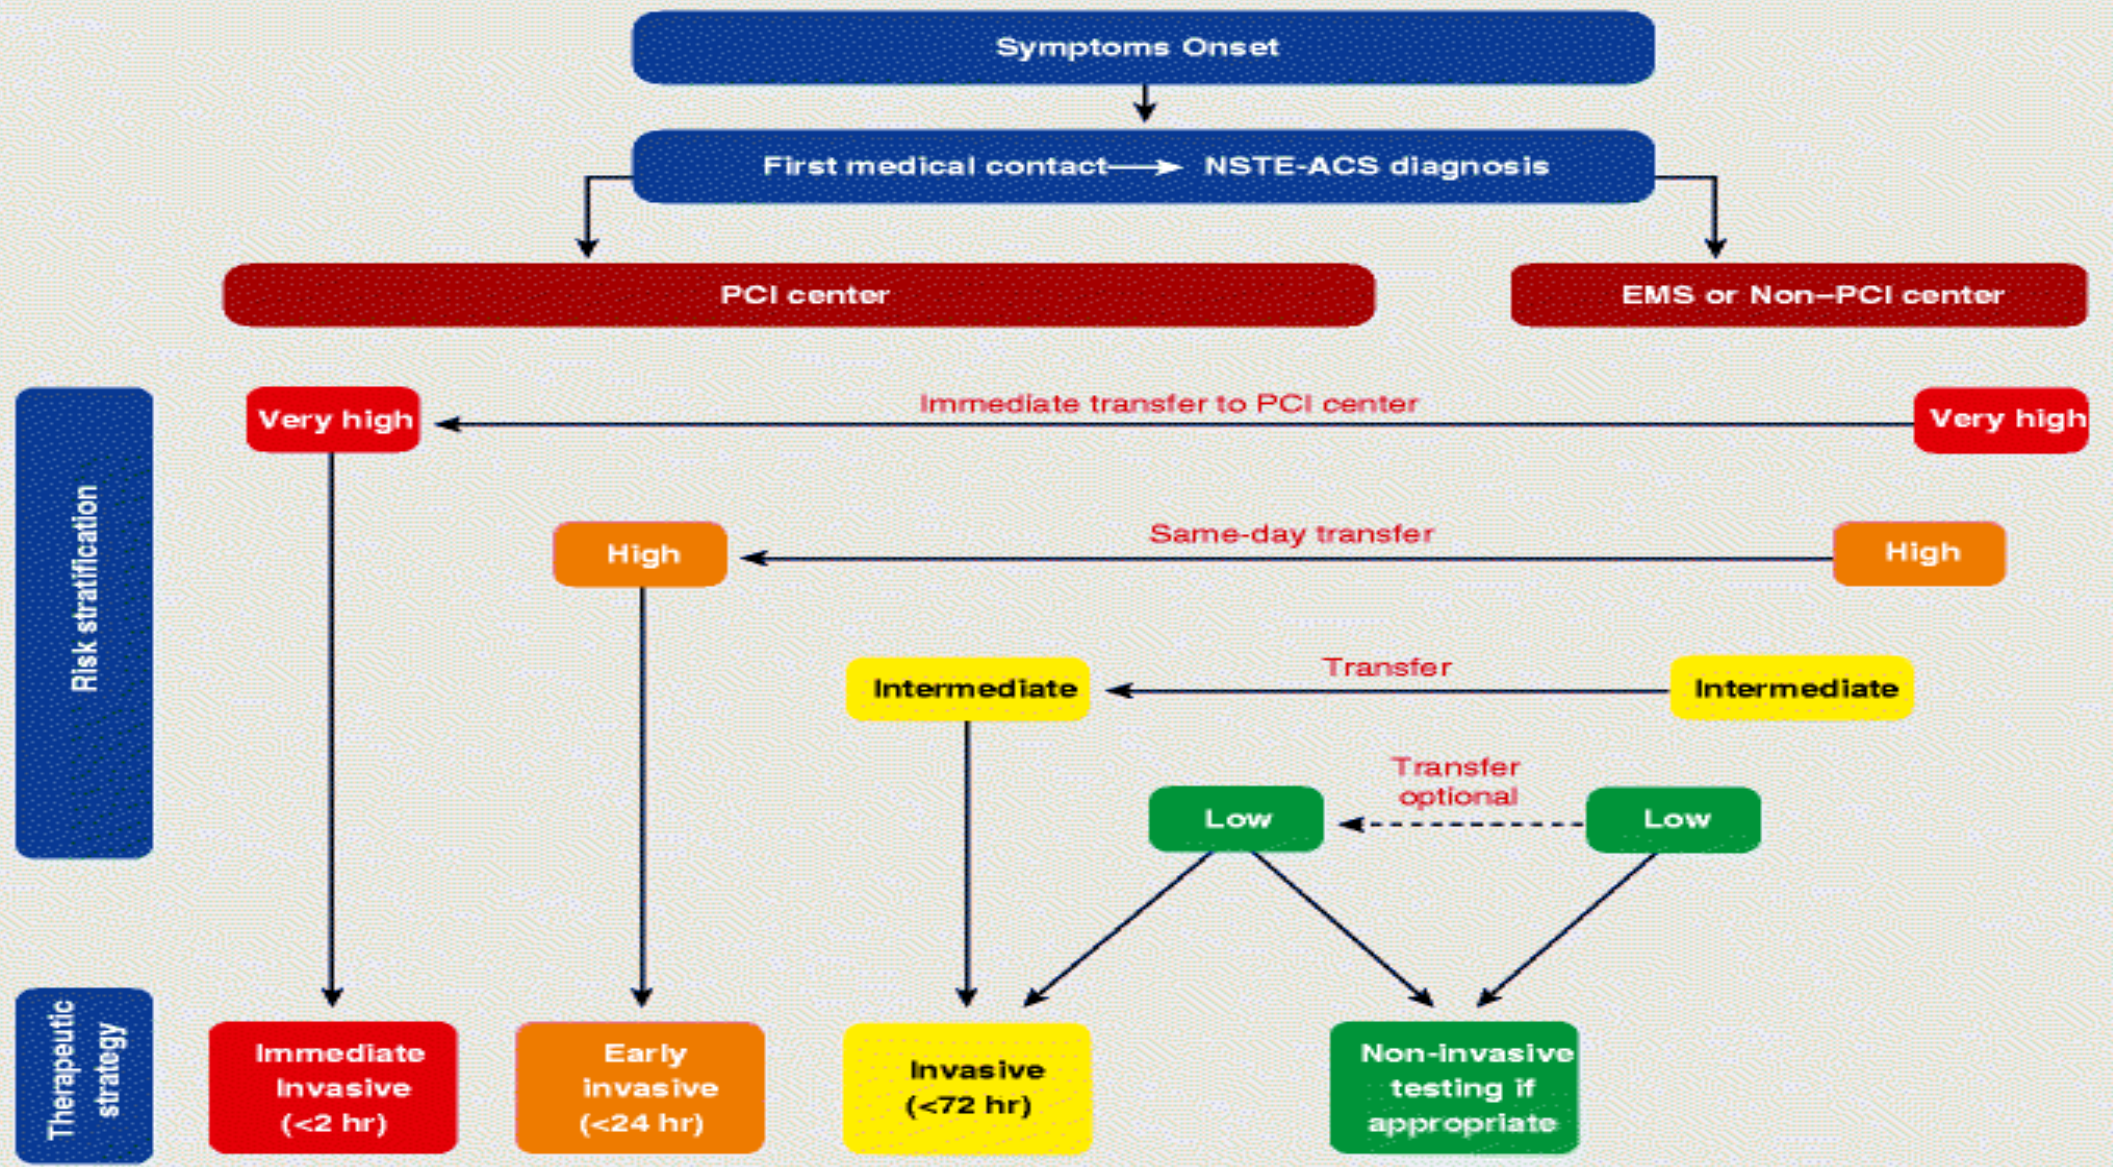 Symptoms Onset
First medical contact → NSTE-ACS diagnosis
PCI center
EMS or Non–PCI center
Risk stratification
Very high
Immediate transfer to PCI center
Very high
High
Same-day transfer
High
Intermediate
Transfer
Intermediate
Low
Transfer
optional
Low
Therapeutic
strategy
Immediate
Invasive
(<2 hr)
Early
invasive
(<24 hr)
Invasive
(<72 hr)
Non-invasive
testing if
appropriate